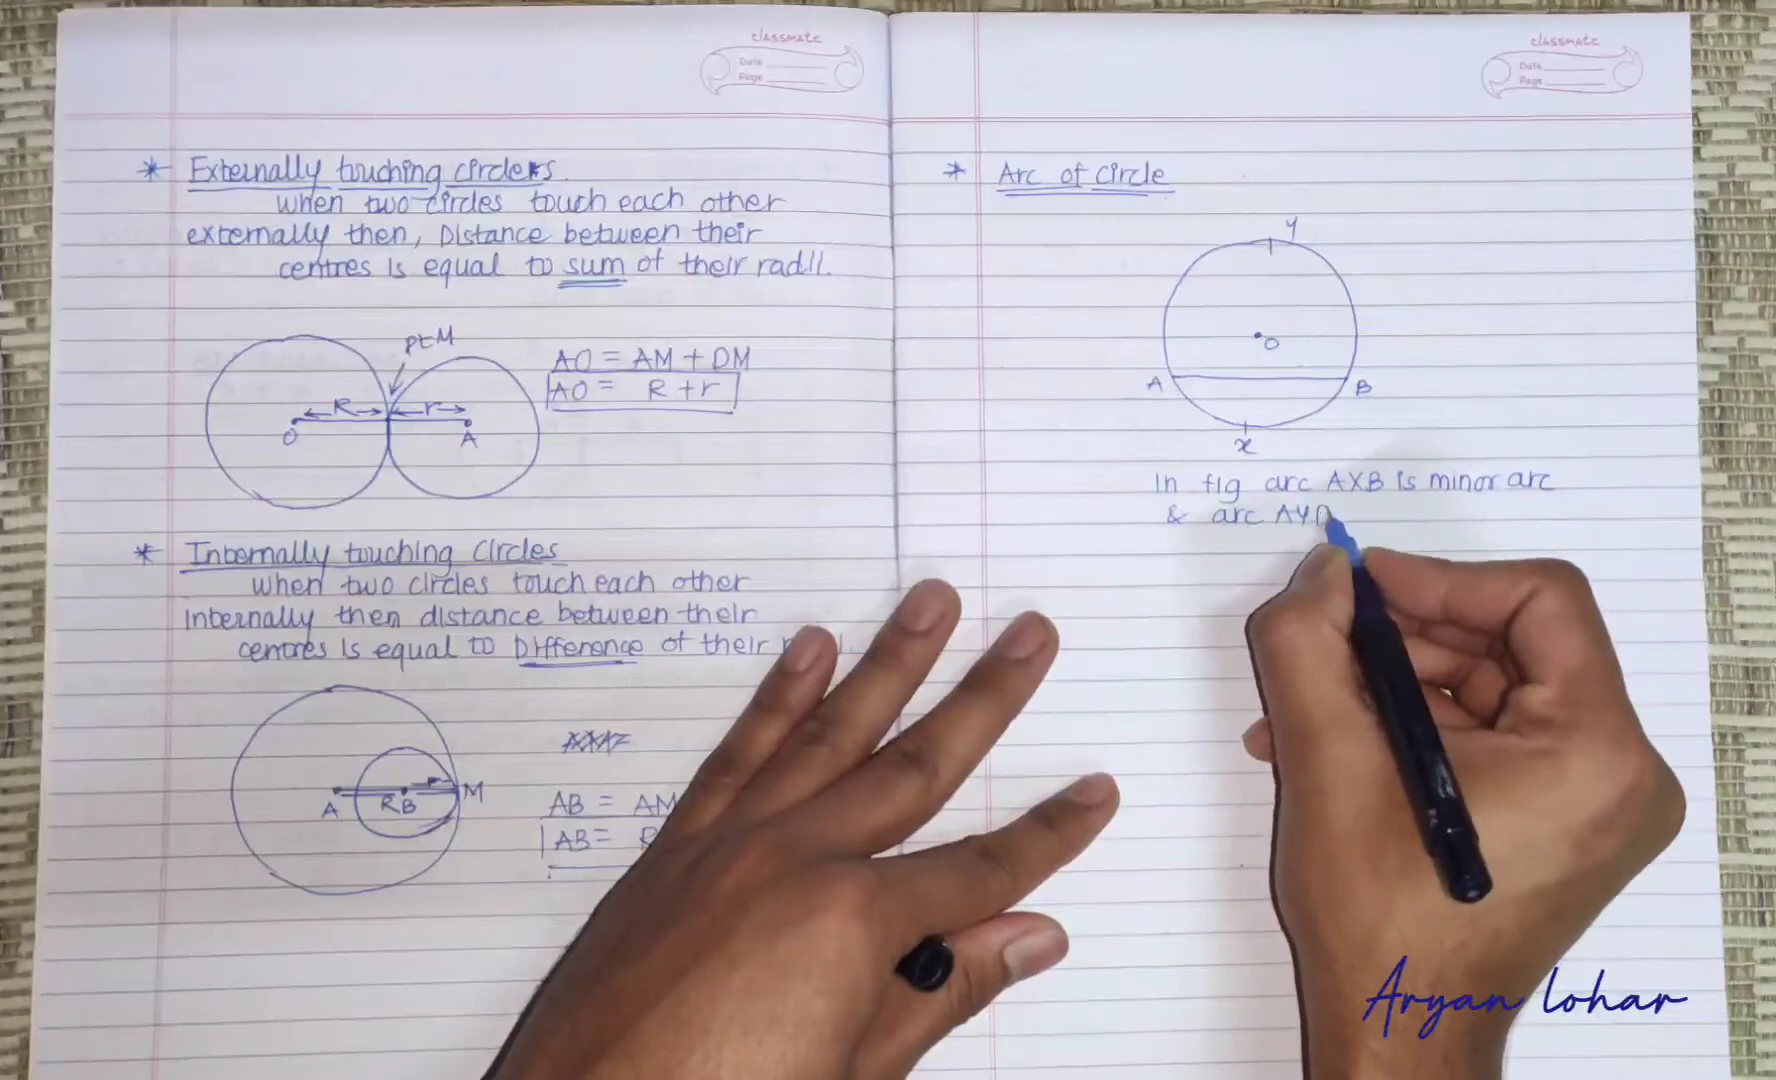 classmate
Date
Page
* Externally touching circles.
when two circles touch each other
externally then, Distance between their
centres is equal to sum of their radii.
Pt M
AO = AM + OM
AO = R + r
R
r
O
A
* Internally touching circles
when two circles touch each other
internally then distance between their
centres is equal to Difference of their
A
R
B
M
AB = AM
AB = R
classmate
Date
Page
* Arc of circle
y
O
A
B
x
In fig arc AXB is minor arc
& arc AY
Aryan lohar